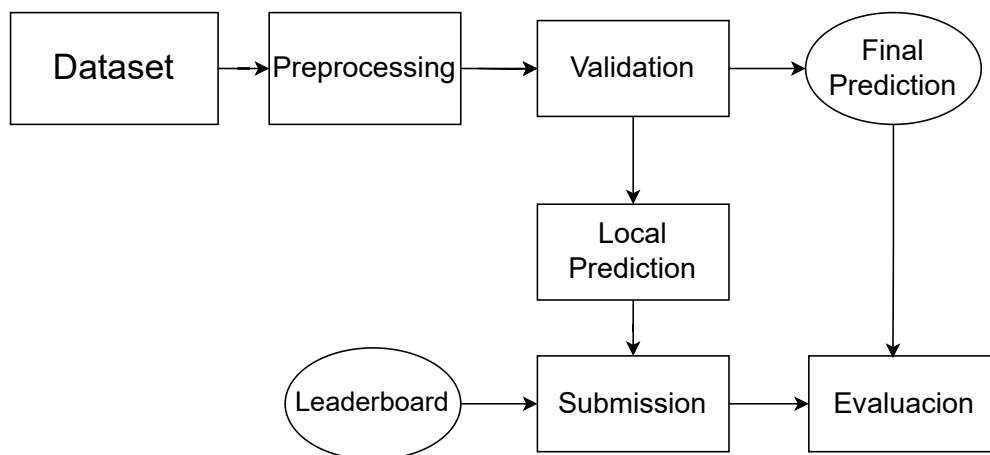 Dataset
Preprocessing
Validation
Final
Prediction
Local
Prediction
Leaderboard
Submission
Evaluacion